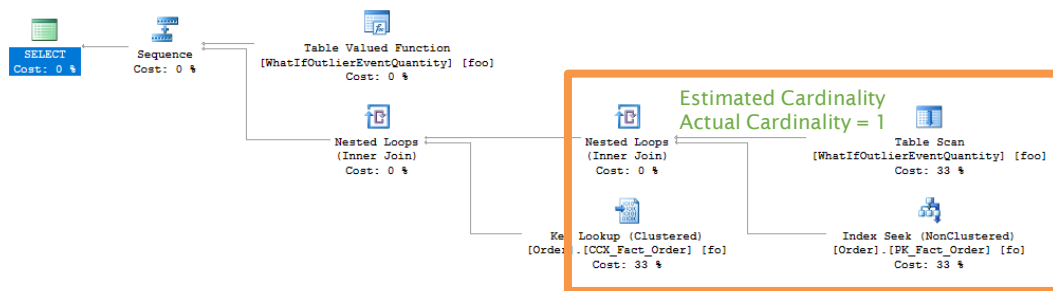 SELECT
Cost: 0 %
Sequence
Cost: 0 %
Table Valued Function
[WhatIfOutlierEventQuantity] [foo]
Cost: 0 %
Nested Loops
(Inner Join)
Cost: 0 %
Estimated Cardinality
Actual Cardinality = 1
Nested Loops
(Inner Join)
Cost: 0 %
Table Scan
[WhatIfOutlierEventQuantity] [foo]
Cost: 33 %
Key Lookup (Clustered)
[Order].[CCX_Fact_Order] [fo]
Cost: 33 %
Index Seek (NonClustered)
[Order].[PK_Fact_Order] [fo]
Cost: 33 %